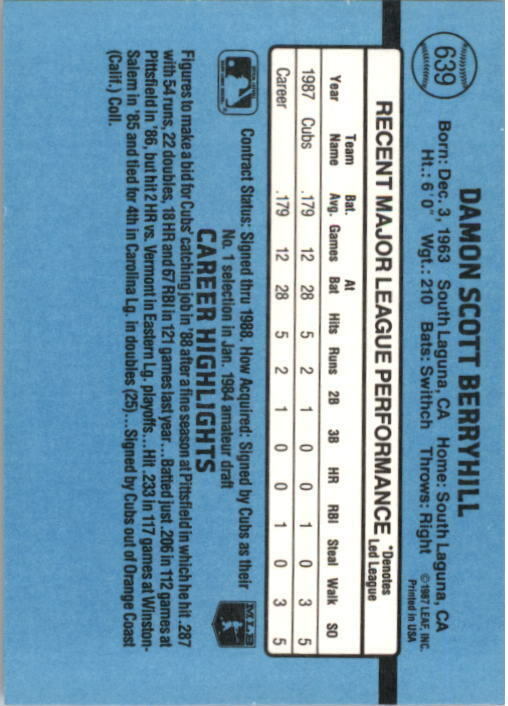 639
DAMON SCOTT BERRYHILL
Born: Dec. 3, 1963 South Laguna, CA Home: South Laguna, CA
Ht.: 6'0" Wgt.: 210 Bats: Swithch Throws: Right
©1987 LEAF, INC.
Printed in USA
RECENT MAJOR LEAGUE PERFORMANCE *Denotes Led League
Year Team Name Bat. Avg. Games At Bat Hits Runs 2B 3B HR RBI Steal Walk SO
1987 Cubs .179 12 28 5 2 1 0 0 1 0 3 5
Career .179 12 28 5 2 1 0 0 1 0 3 5
Contract Status: Signed thru 1988. How Acquired: Signed by Cubs as their
No. 1 selection in Jan. 1984 amateur draft
MLB
CAREER HIGHLIGHTS
Figures to make a bid for Cubs' catching job in '88 after a fine season at Pittsfield in which he hit .287
with 54 runs, 22 doubles, 18 HR and 67 RBI in 121 games last year...Batted just .206 in 112 games at
Pittsfield in '86, but hit 2 HR vs. Vermont in Eastern Lg. playoffs...Hit .233 in 117 games at Winston-
Salem in '85 and tied for 4th in Carolina Lg. in doubles (25)...Signed by Cubs out of Orange Coast
(Calif.) Coll.